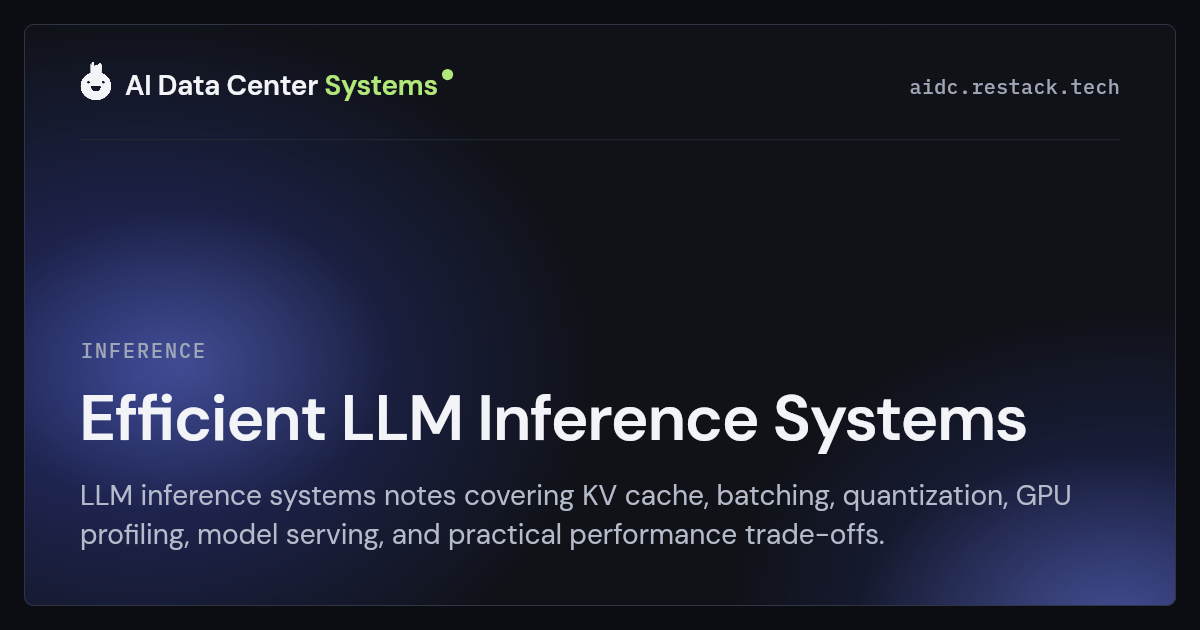 AI Data Center Systems
aidc.restack.tech
INFERENCE
Efficient LLM Inference Systems
LLM inference systems notes covering KV cache, batching, quantization, GPU
profiling, model serving, and practical performance trade-offs.